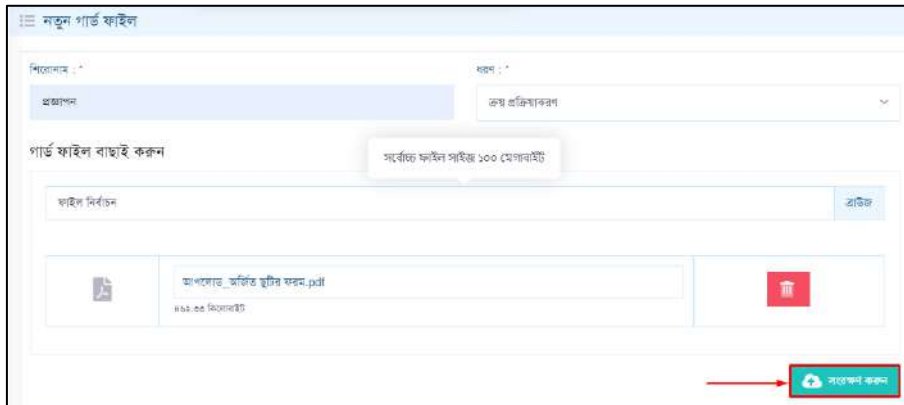 নতুন গার্ড ফাইল
শিরোনাম : *
ধরণ : *
প্রজ্ঞাপন
ক্রয় প্রক্রিয়াকরণ
গার্ড ফাইল বাছাই করুন
সর্বোচ্চ ফাইল সাইজ ১০০ মেগাবাইট
ফাইল নির্বাচন
ব্রাউজ
আপলোড_অর্জিত ছুটির ফরম.pdf
কিলোবাইট
সংরক্ষণ করুন